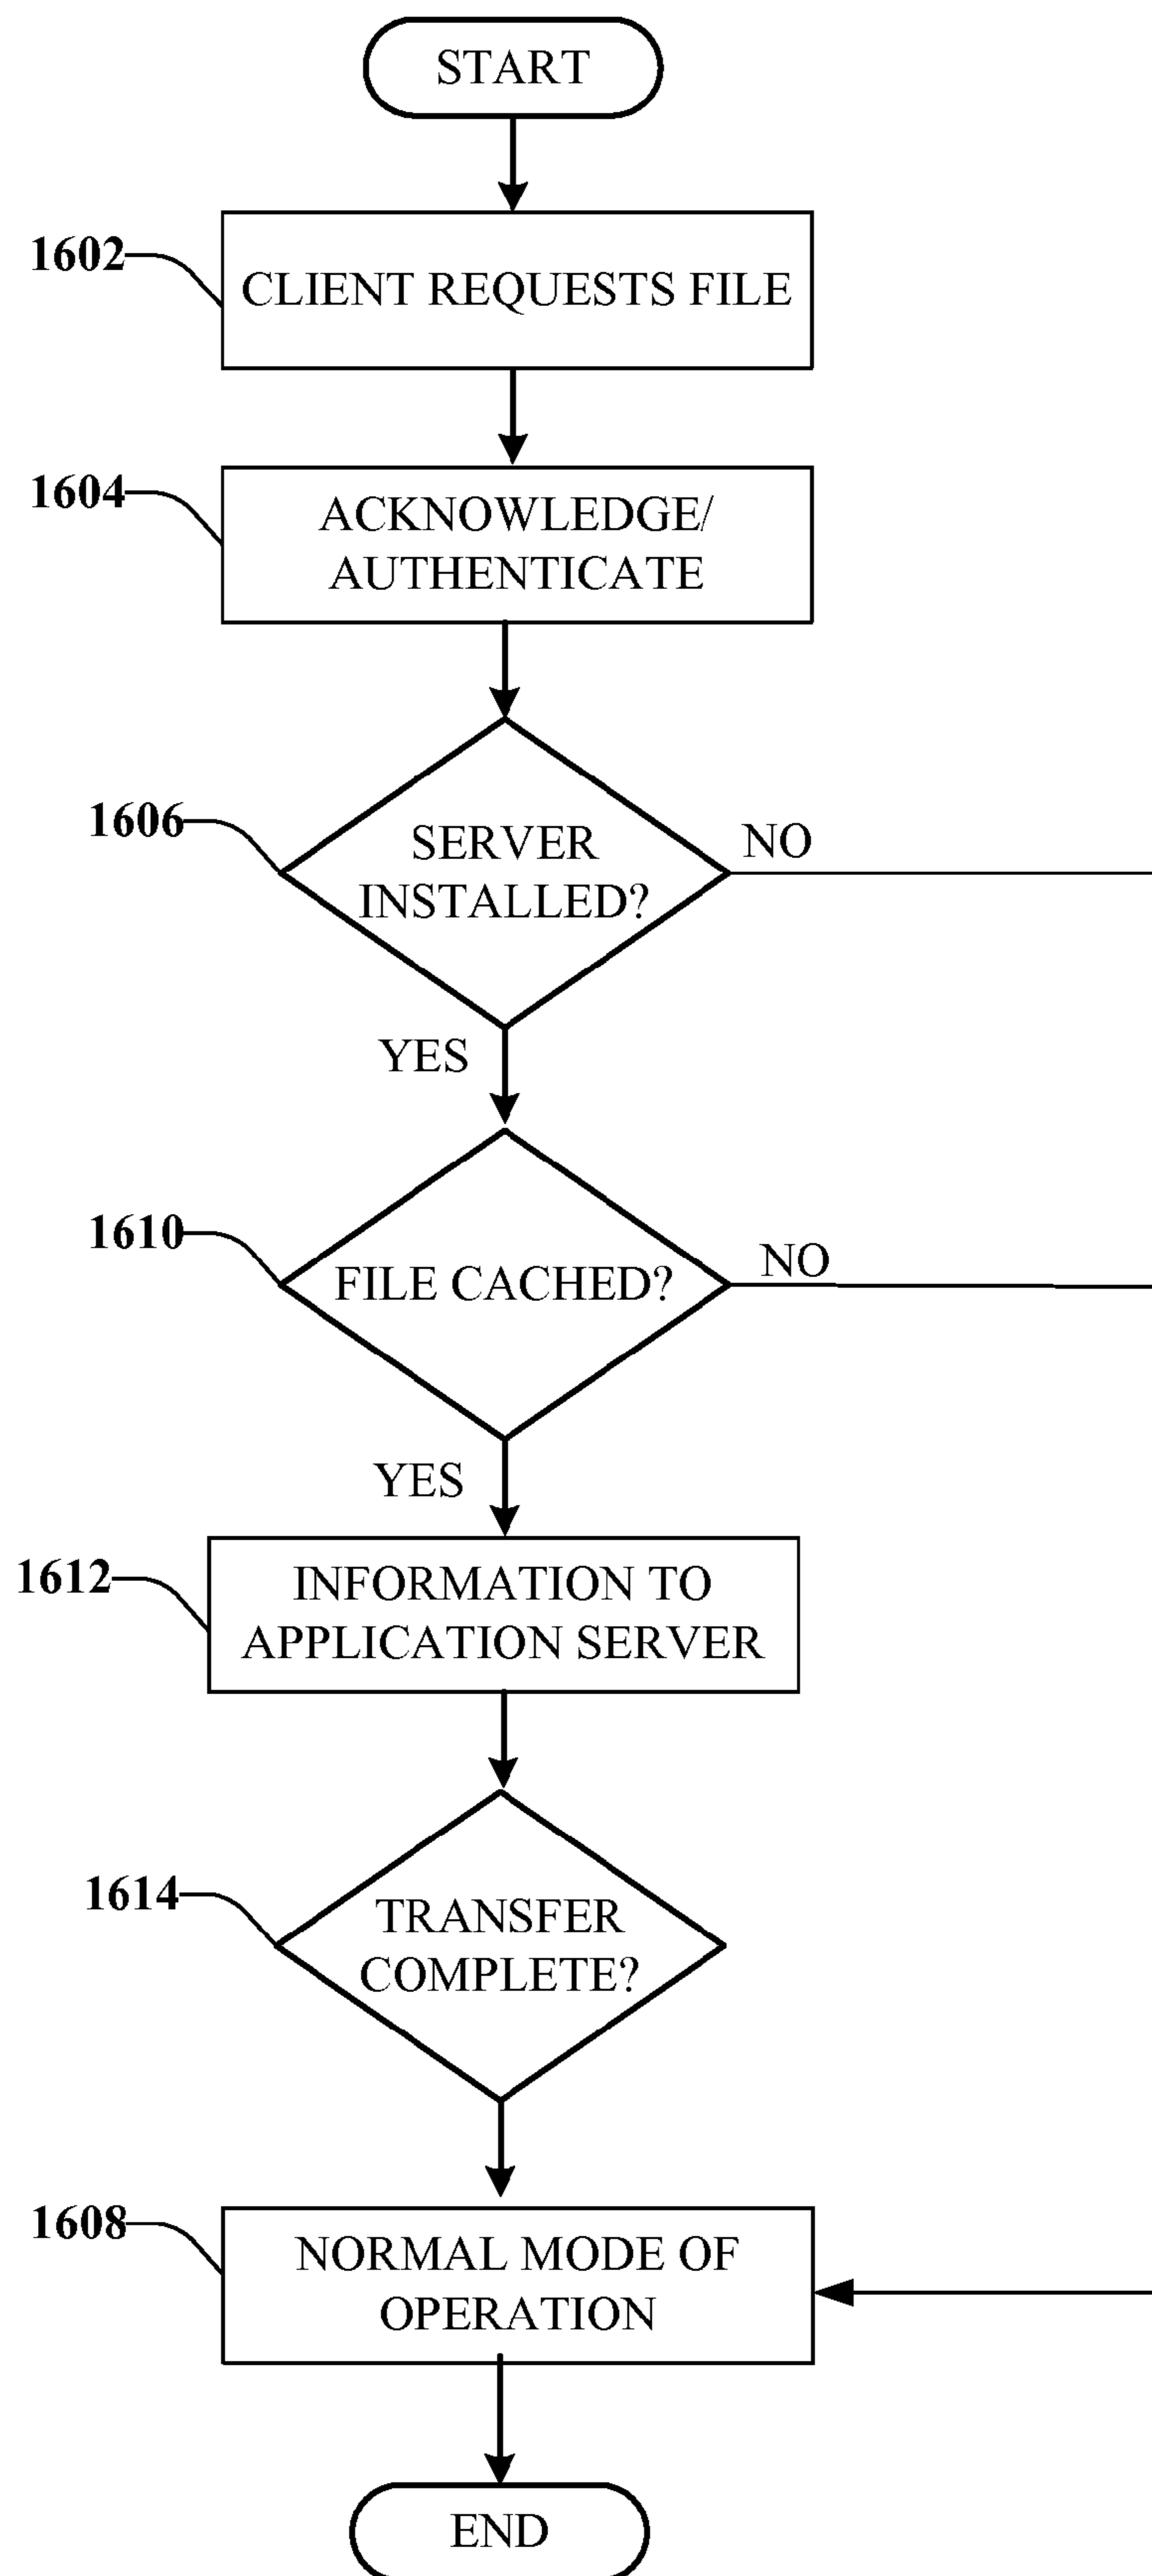 START
1602
CLIENT REQUESTS FILE
1604
ACKNOWLEDGE/
AUTHENTICATE
1606
SERVER
INSTALLED?
NO
YES
1610
FILE CACHED?
NO
YES
1612
INFORMATION TO
APPLICATION SERVER
1614
TRANSFER
COMPLETE?
1608
NORMAL MODE OF
OPERATION
END